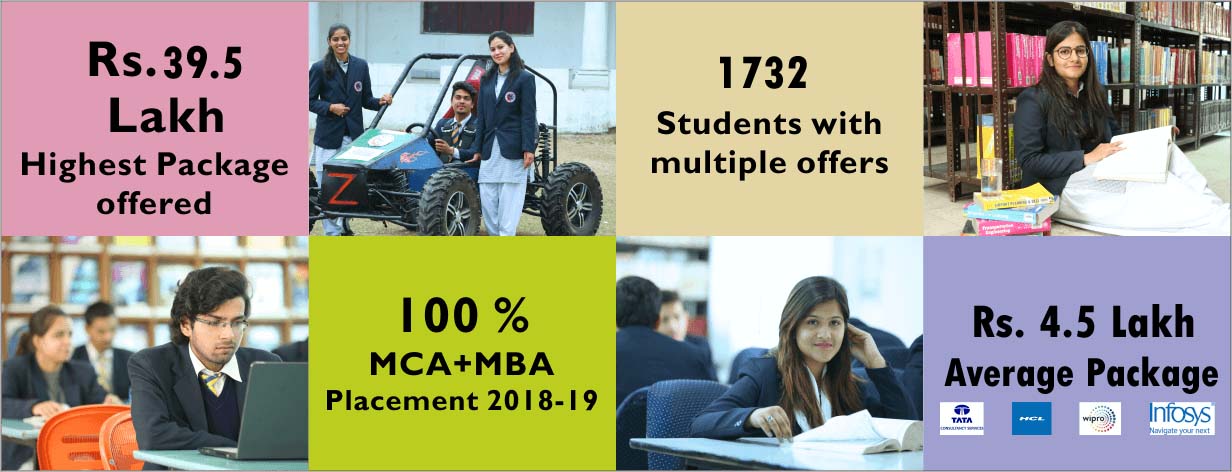 Rs. 39.5
Lakh
Highest Package
offered
Z
1732
Students with
multiple offers
100 %
MCA+MBA
Placement 2018-19
Rs. 4.5 Lakh
Average Package
TATA
CONSULTANCY SERVICES
HCL
wipro
Infosys
Navigate your next